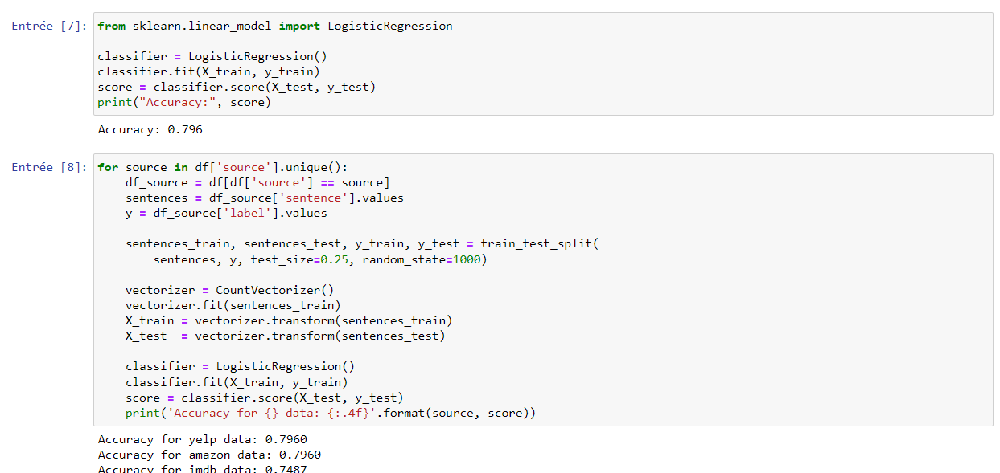 Entrée [7]: from sklearn.linear_model import LogisticRegression
classifier = LogisticRegression()
classifier.fit(X_train, y_train)
score = classifier.score(X_test, y_test)
print("Accuracy:", score)
Accuracy: 0.796
Entrée [8]: for source in df['source'].unique():
    df_source = df[df['source'] == source]
    sentences = df_source['sentence'].values
    y = df_source['label'].values
    sentences_train, sentences_test, y_train, y_test = train_test_split(
        sentences, y, test_size=0.25, random_state=1000)
    vectorizer = CountVectorizer()
    vectorizer.fit(sentences_train)
    X_train = vectorizer.transform(sentences_train)
    X_test  = vectorizer.transform(sentences_test)
    classifier = LogisticRegression()
    classifier.fit(X_train, y_train)
    score = classifier.score(X_test, y_test)
    print('Accuracy for {} data: {:.4f}'.format(source, score))
Accuracy for yelp data: 0.7960
Accuracy for amazon data: 0.7960
Accuracy for imdb data: 0.7487